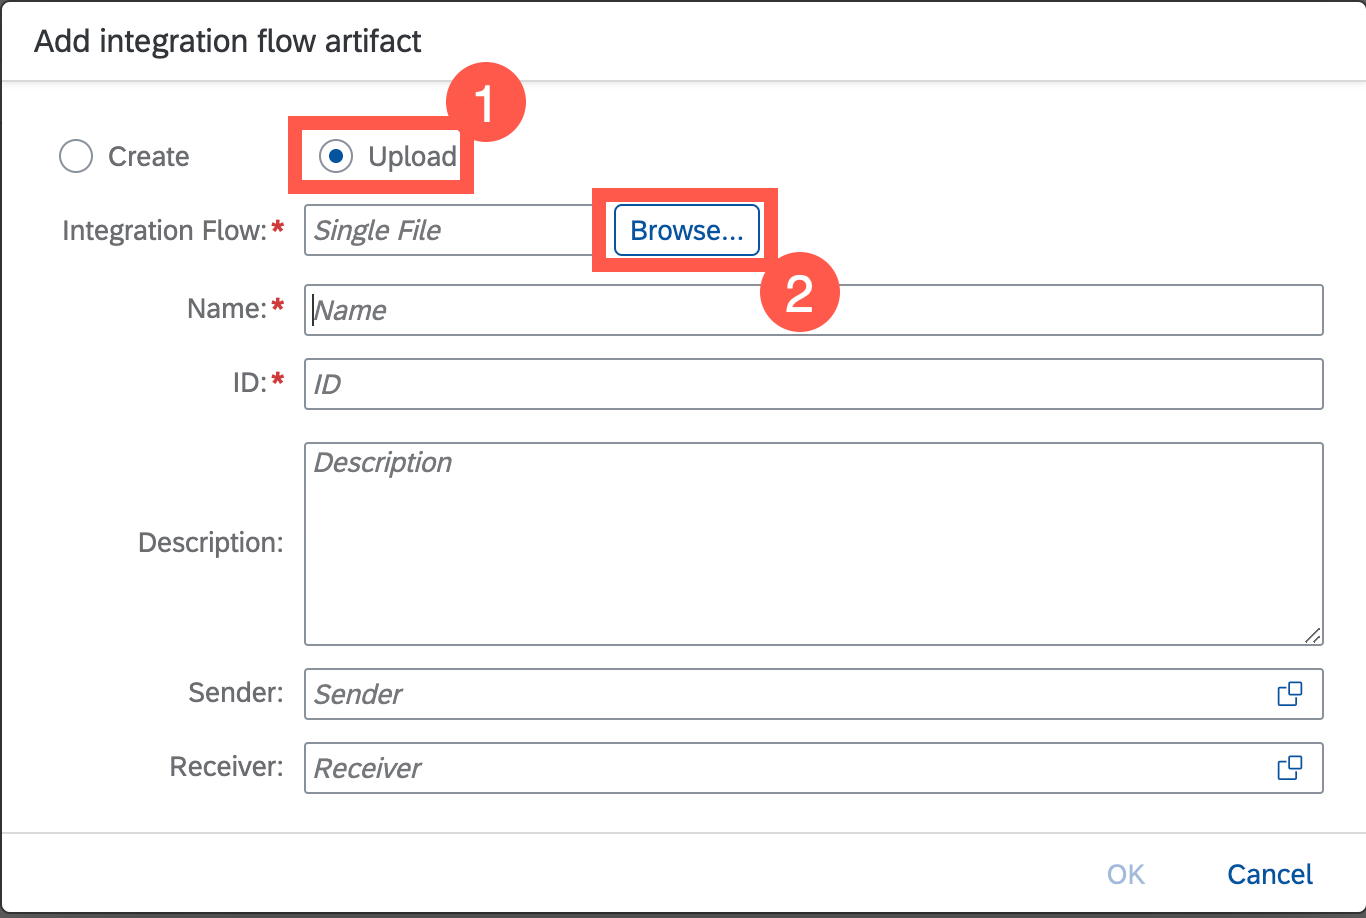 Add integration flow artifact
1
Create Upload
Integration Flow:* Single File Browse...
2
Name:* Name
ID:* ID
Description: Description
Sender: Sender
Receiver: Receiver
OK Cancel